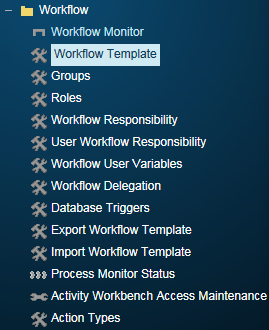 Workflow
Workflow Monitor
Workflow Template
Groups
Roles
Workflow Responsibility
User Workflow Responsibility
Workflow User Variables
Workflow Delegation
Database Triggers
Export Workflow Template
Import Workflow Template
Process Monitor Status
Activity Workbench Access Maintenance
Action Types